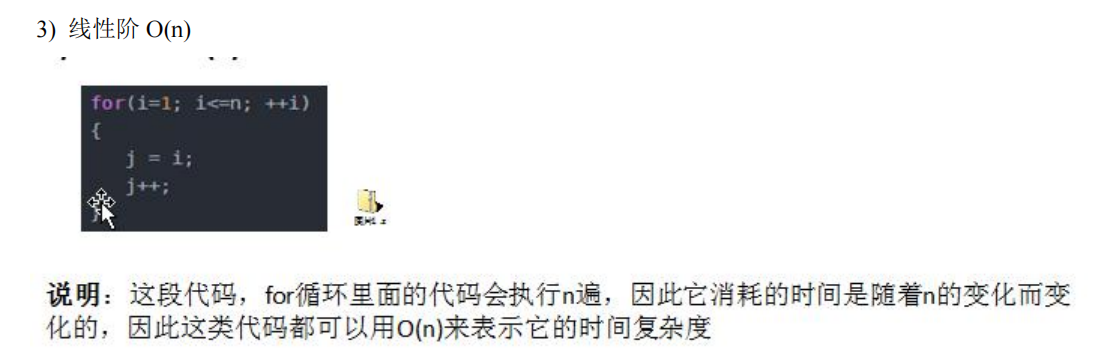 3) 线性阶 O(n)
for(i=1; i<=n; ++i)
{
j = i;
j++;
}
说明：这段代码，for循环里面的代码会执行n遍，因此它消耗的时间是随着n的变化而变
化的，因此这类代码都可以用O(n)来表示它的时间复杂度